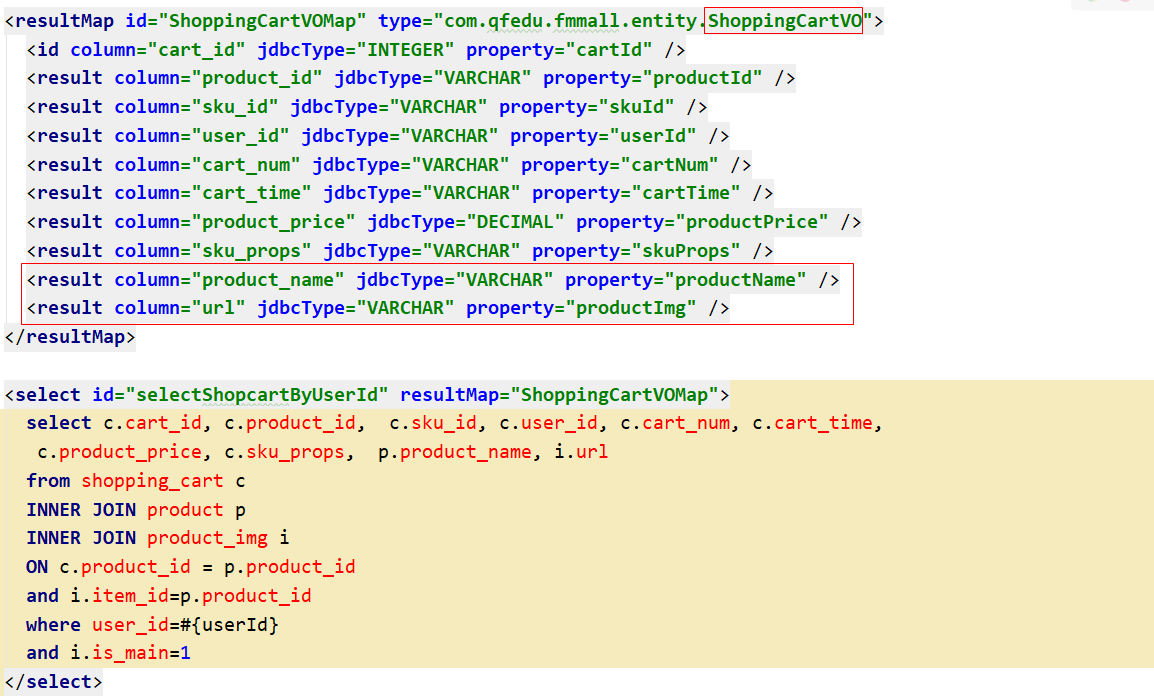 <resultMap id="ShoppingCartVOMap" type="com.qfedu.fmmall.entity.ShoppingCartVO">
<id column="cart_id" jdbcType="INTEGER" property="cartId" />
<result column="product_id" jdbcType="VARCHAR" property="productId" />
<result column="sku_id" jdbcType="VARCHAR" property="skuId" />
<result column="user_id" jdbcType="VARCHAR" property="userId" />
<result column="cart_num" jdbcType="VARCHAR" property="cartNum" />
<result column="cart_time" jdbcType="VARCHAR" property="cartTime" />
<result column="product_price" jdbcType="DECIMAL" property="productPrice" />
<result column="sku_props" jdbcType="VARCHAR" property="skuProps" />
<result column="product_name" jdbcType="VARCHAR" property="productName" />
<result column="url" jdbcType="VARCHAR" property="productImg" />
</resultMap>
<select id="selectShopcartByUserId" resultMap="ShoppingCartVOMap">
select c.cart_id, c.product_id,  c.sku_id, c.user_id, c.cart_num, c.cart_time,
c.product_price, c.sku_props,  p.product_name, i.url
from shopping_cart c
INNER JOIN product p
INNER JOIN product_img i
ON c.product_id = p.product_id
and i.item_id=p.product_id
where user_id=#{userId}
and i.is_main=1
</select>